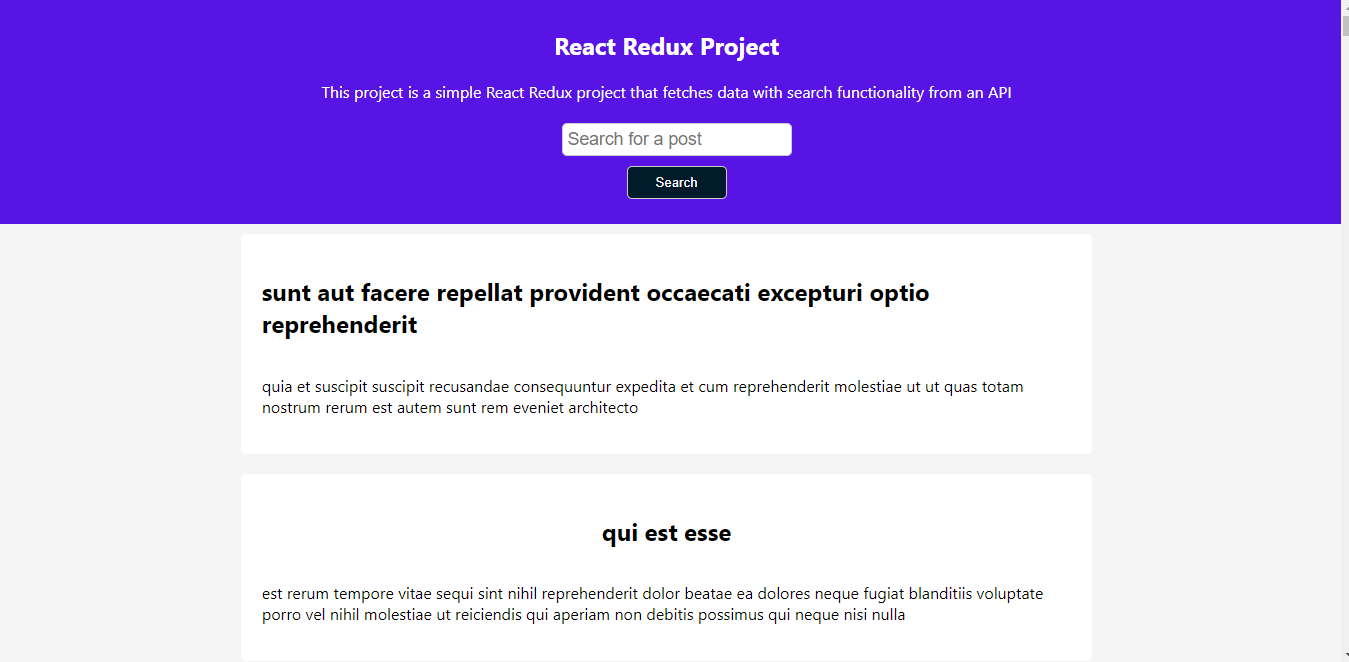 React Redux Project
This project is a simple React Redux project that fetches data with search functionality from an API
Search for a post
Search
sunt aut facere repellat provident occaecati excepturi optio
reprehenderit
quia et suscipit suscipit recusandae consequuntur expedita et cum reprehenderit molestiae ut ut quas totam
nostrum rerum est autem sunt rem eveniet architecto
qui est esse
est rerum tempore vitae sequi sint nihil reprehenderit dolor beatae ea dolores neque fugiat blanditiis voluptate
porro vel nihil molestiae ut reiciendis qui aperiam non debitis possimus qui neque nisi nulla